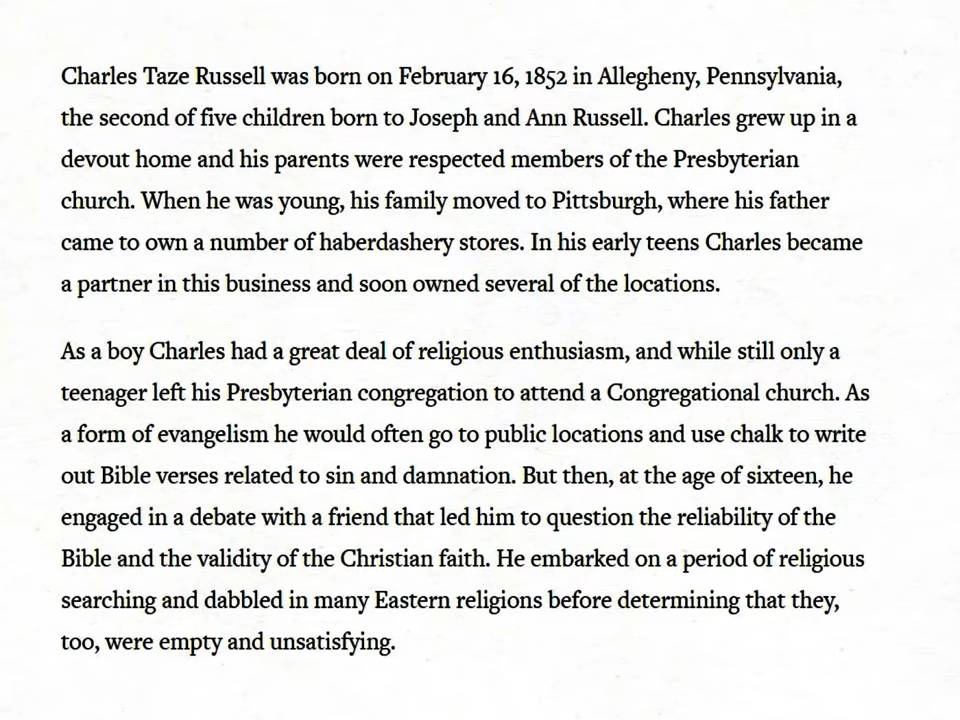 Charles Taze Russell was born on February 16, 1852 in Allegheny, Pennsylvania,
the second of five children born to Joseph and Ann Russell. Charles grew up in a
devout home and his parents were respected members of the Presbyterian
church. When he was young, his family moved to Pittsburgh, where his father
came to own a number of haberdashery stores. In his early teens Charles became
a partner in this business and soon owned several of the locations.
As a boy Charles had a great deal of religious enthusiasm, and while still only a
teenager left his Presbyterian congregation to attend a Congregational church. As
a form of evangelism he would often go to public locations and use chalk to write
out Bible verses related to sin and damnation. But then, at the age of sixteen, he
engaged in a debate with a friend that led him to question the reliability of the
Bible and the validity of the Christian faith. He embarked on a period of religious
searching and dabbled in many Eastern religions before determining that they,
too, were empty and unsatisfying.